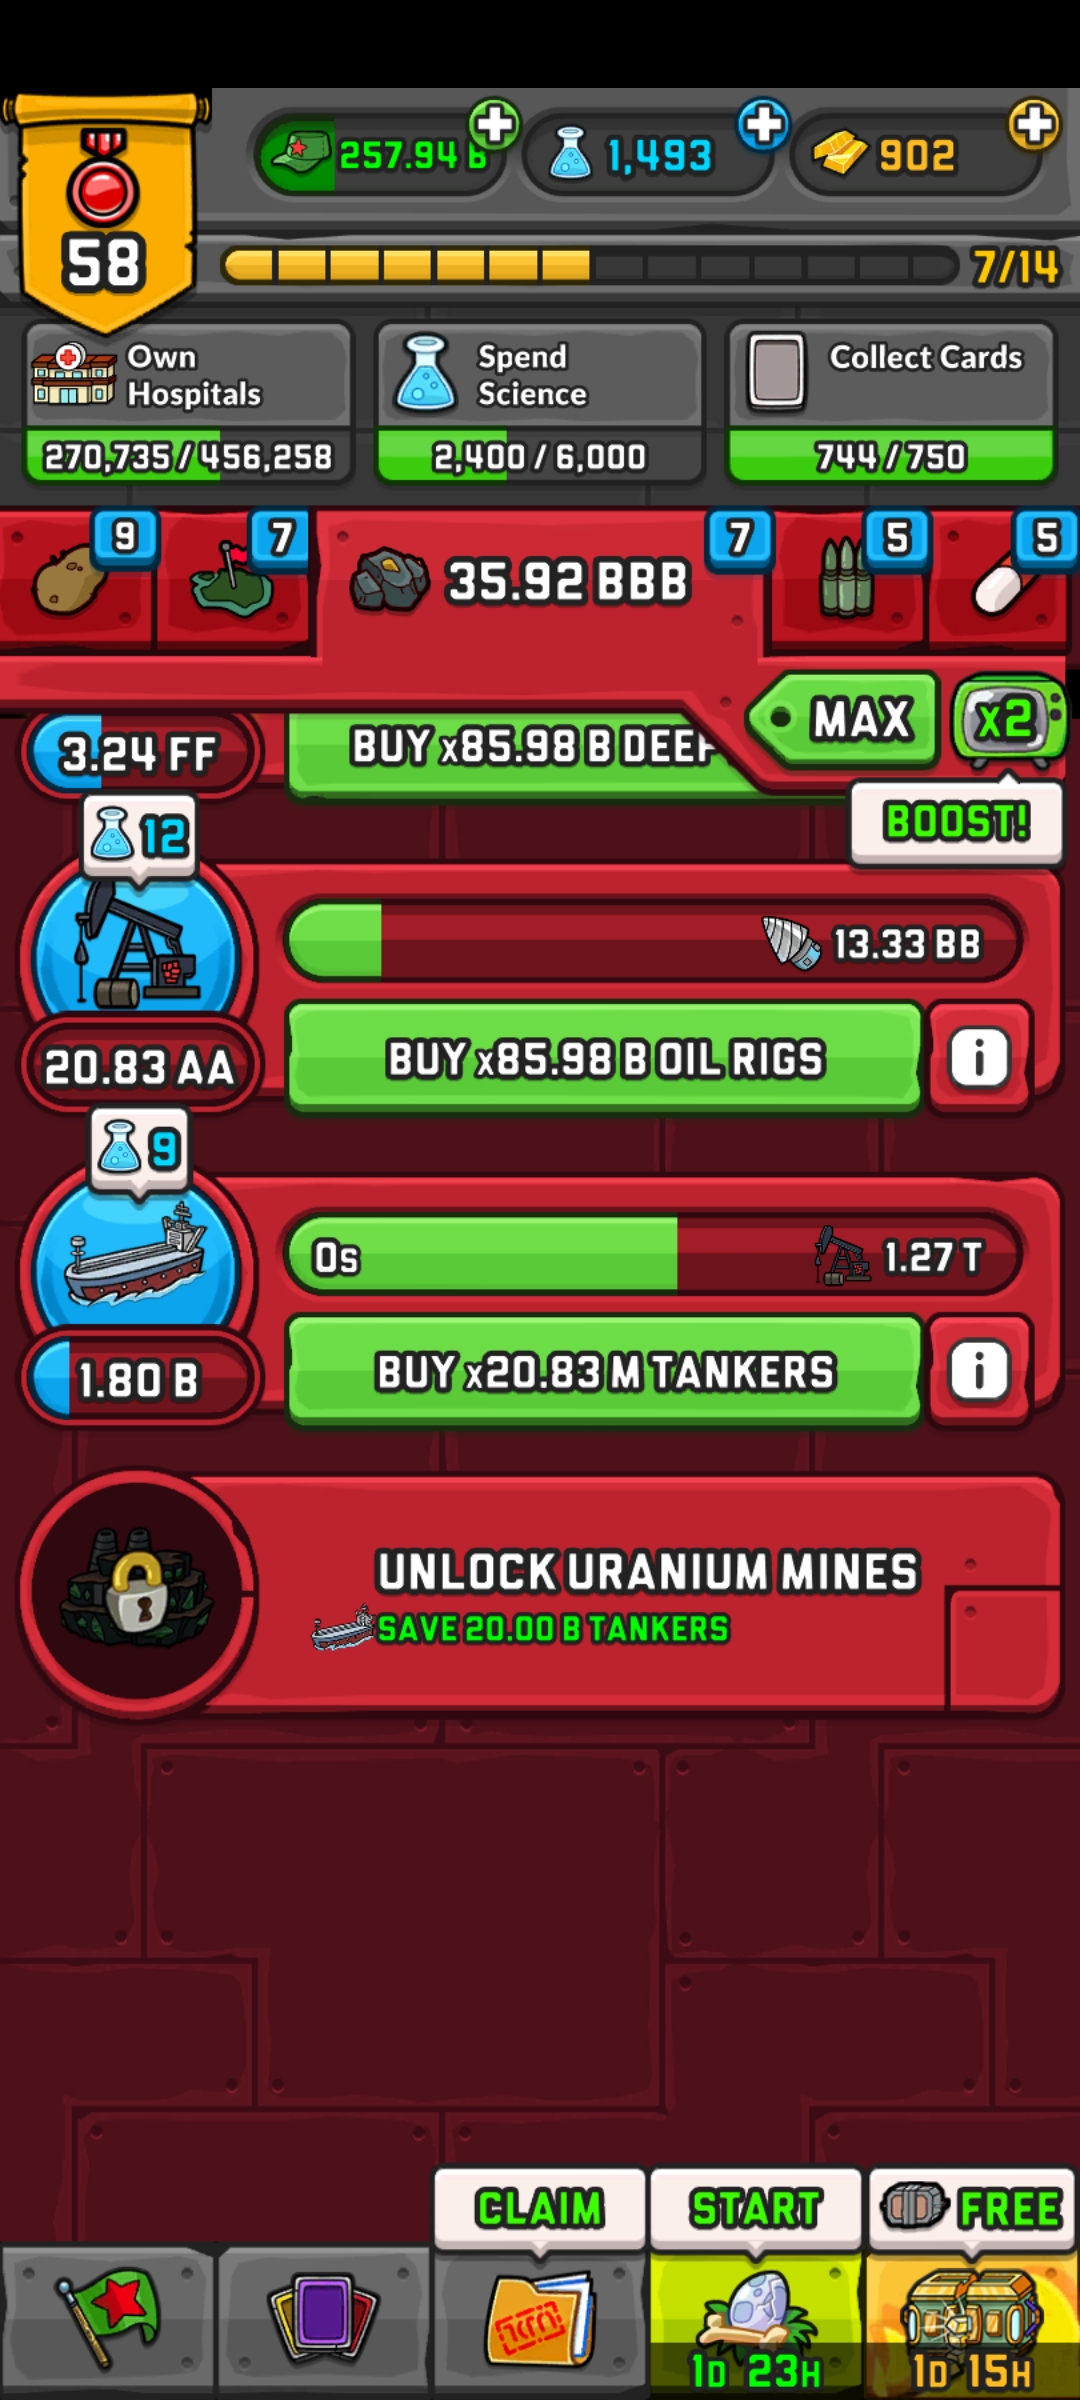 257.94 B
1,493
902
58
7/14
Own
Hospitals
270,735/456,258
Spend
Science
2,400/6,000
Collect Cards
744/750
9
7
35.92 BBB
7
5
5
MAX
x2
BOOST!
3.24 FF
BUY x85.98 B DEEP
12
13.33 BB
20.83 AA
BUY x85.98 B OIL RIGS
i
9
0s
1.27 T
1.80 B
BUY x20.83 M TANKERS
i
UNLOCK URANIUM MINES
SAVE 20.00 B TANKERS
CLAIM
START
FREE
1D 23H
1D 15H